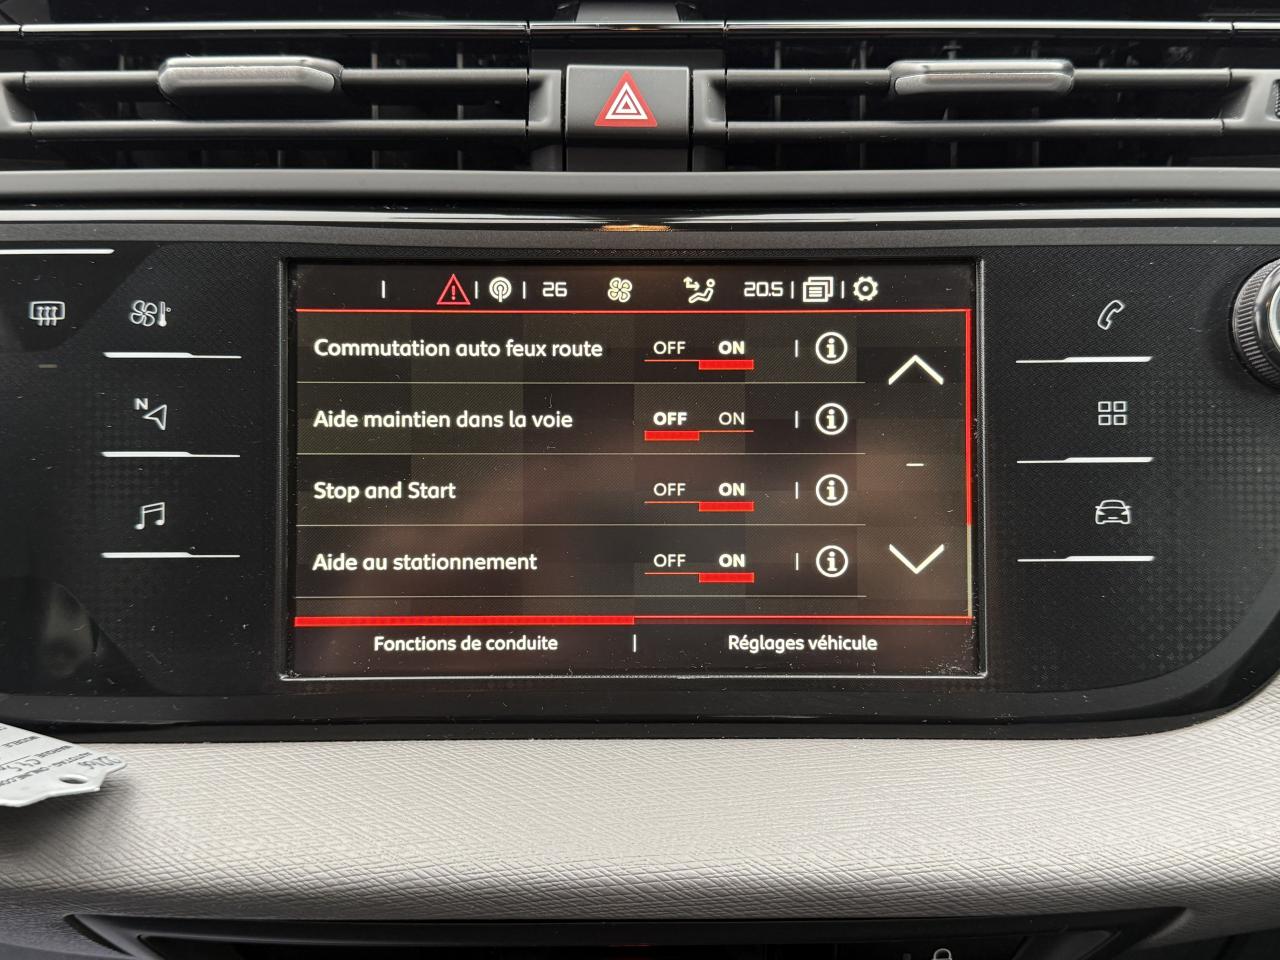 26 20.5
Commutation auto feux route OFF ON
Aide maintien dans la voie OFF ON
Stop and Start OFF ON
Aide au stationnement OFF ON
Fonctions de conduite | Réglages véhicule
N